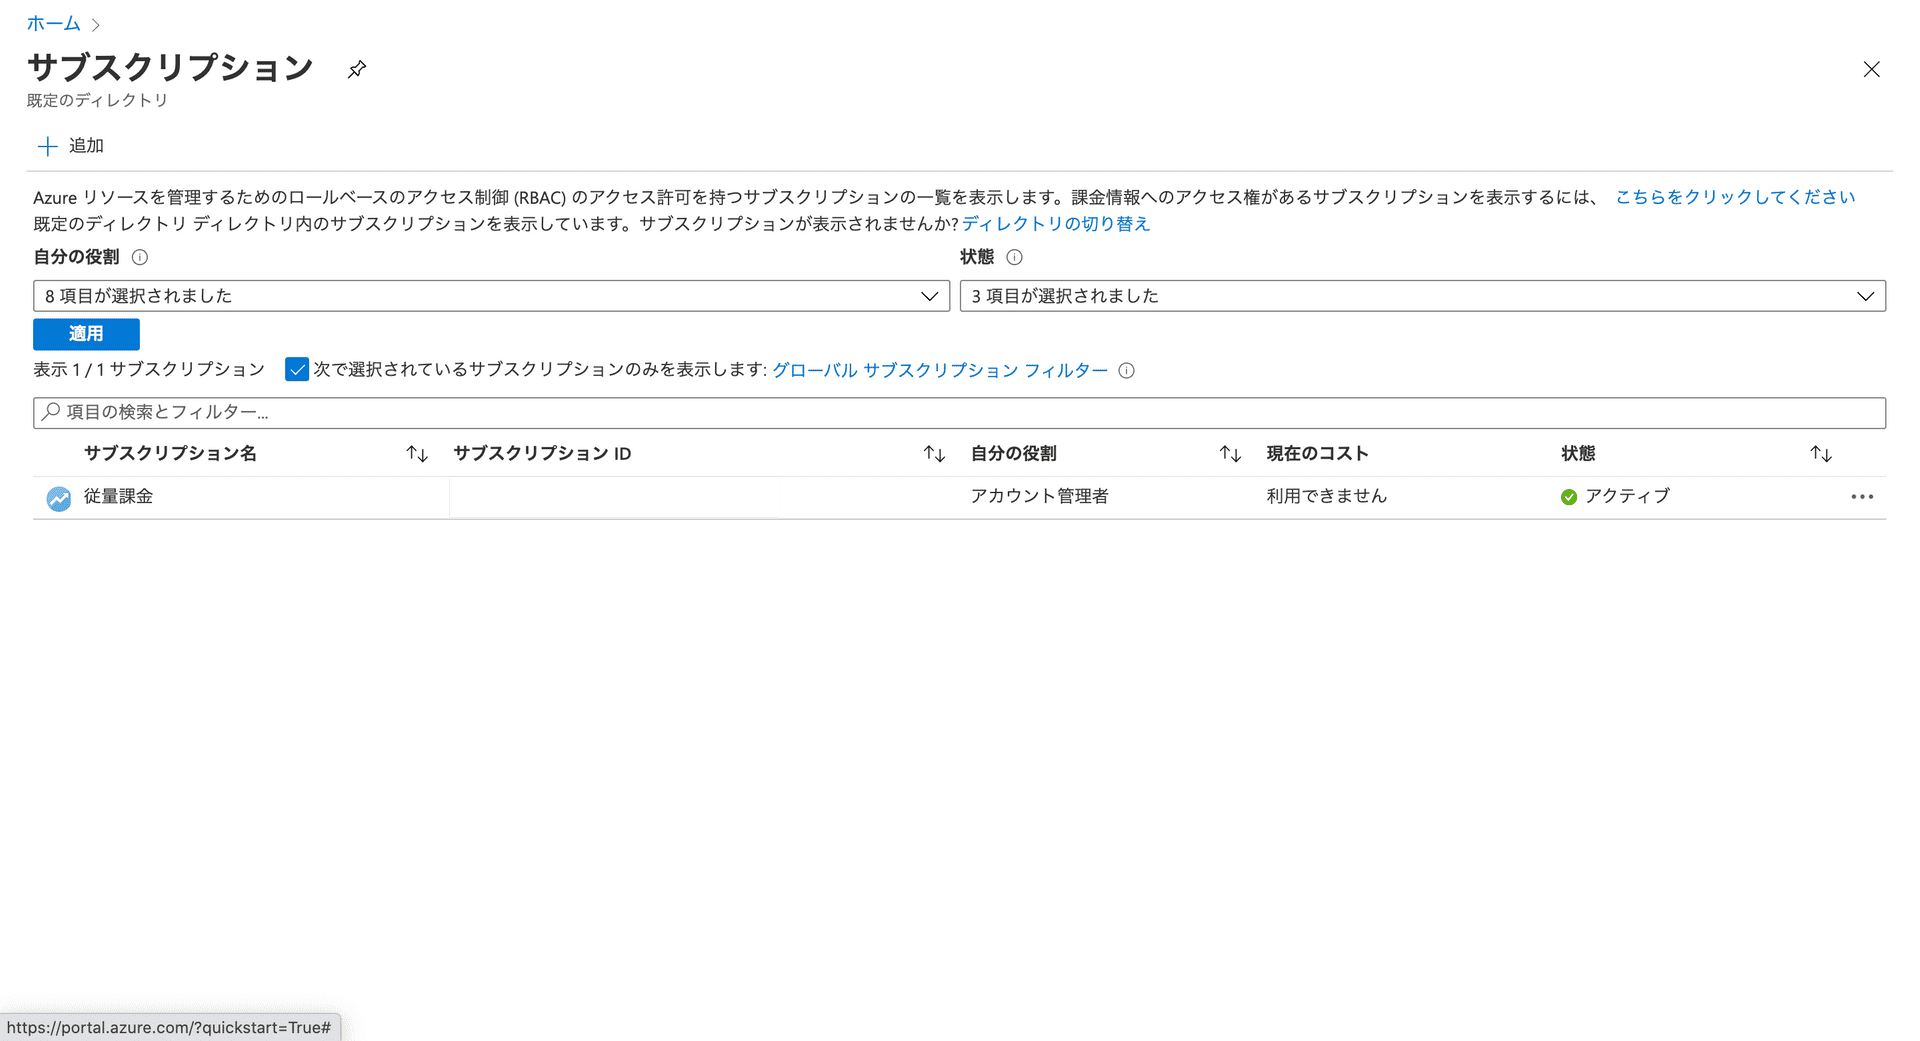 ホーム
サブスクリプション
既定のディレクトリ
追加
Azure リソースを管理するためのロールベースのアクセス制御 (RBAC) のアクセス許可を持つサブスクリプションの一覧を表示します。課金情報へのアクセス権があるサブスクリプションを表示するには、 こちらをクリックしてください
既定のディレクトリ ディレクトリ内のサブスクリプションを表示しています。サブスクリプションが表示されませんか? ディレクトリの切り替え
自分の役割 状態
8 項目が選択されました 3 項目が選択されました
適用
表示 1 / 1 サブスクリプション 次で選択されているサブスクリプションのみを表示します: グローバル サブスクリプション フィルター
項目の検索とフィルター...
サブスクリプション名 サブスクリプション ID 自分の役割 現在のコスト 状態
従量課金 アカウント管理者 利用できません アクティブ
https://portal.azure.com/?quickstart=True#